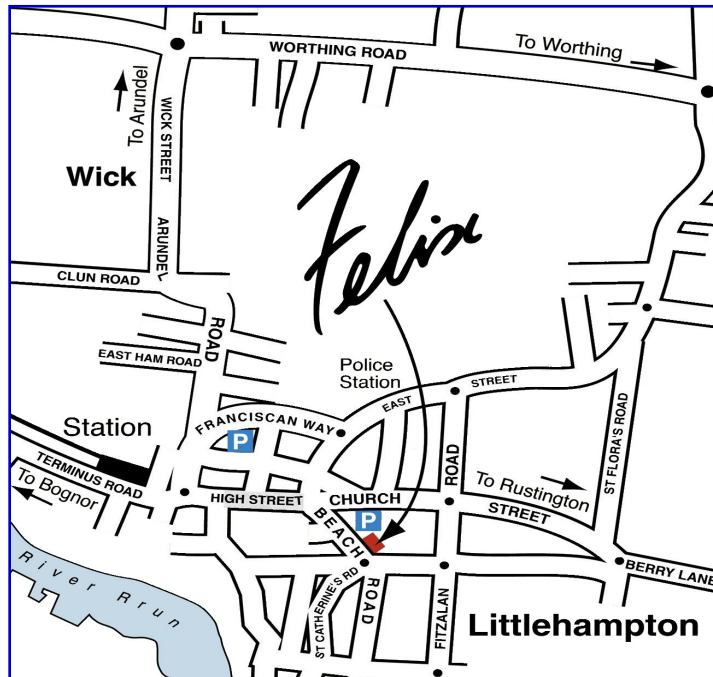 WORTHING ROAD
To Worthing
To Arundel
WICK STREET
Wick
ARUNDEL
ROAD
CLUN ROAD
Felix
EAST HAM ROAD
Police
Station
EAST
STREET
FRANCISCAN WAY
P
Station
TERMINUS ROAD
To Bognor
HIGH STREET
CHURCH
STREET
P
ROAD
FITZALAN
To Rustington
ST FLORA'S ROAD
BEACH
ROAD
ST CATHERINE'S RD
BERRY LANE
River Rrun
Littlehampton